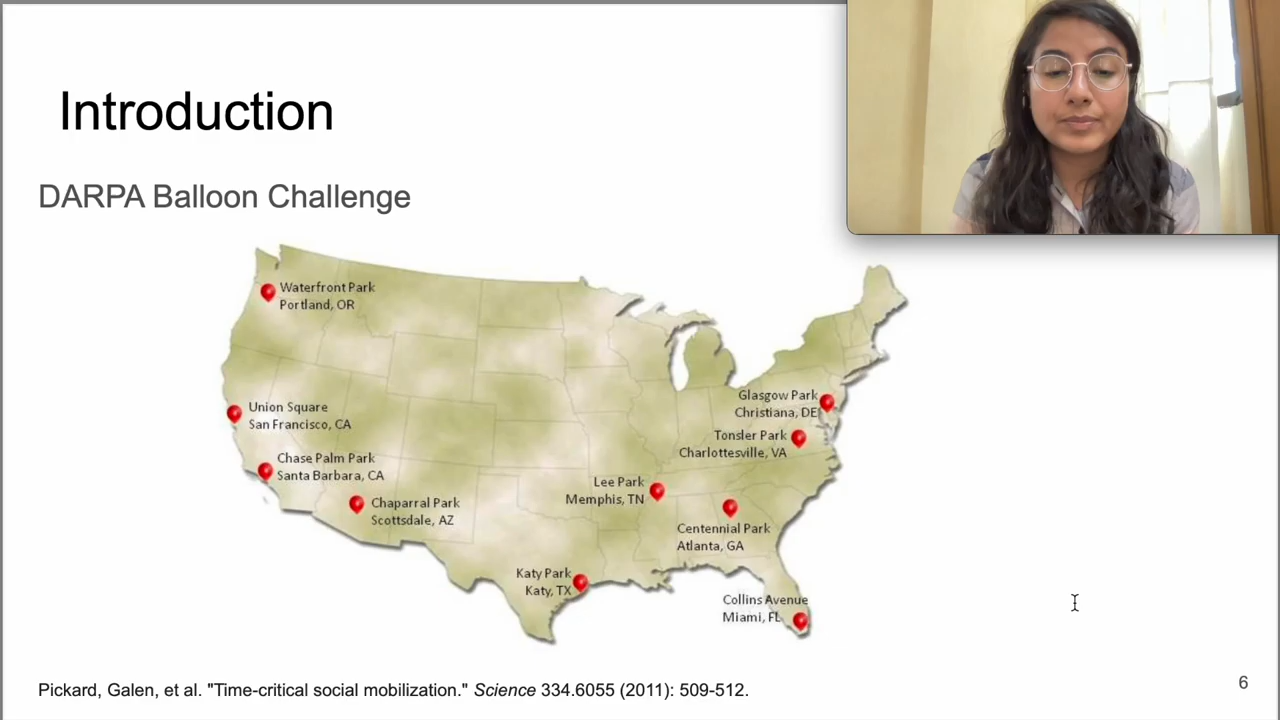 Introduction
DARPA Balloon Challenge
Waterfront Park
Portland, OR
Union Square
San Francisco, CA
Chase Palm Park
Santa Barbara, CA
Chaparral Park
Scottsdale, AZ
Glasgow Park
Christiana, DE
Tonsler Park
Charlottesville, VA
Lee Park
Memphis, TN
Centennial Park
Atlanta, GA
Katy Park
Katy, TX
Collins Avenue
Miami, FL
Pickard, Galen, et al. "Time-critical social mobilization." Science 334.6055 (2011): 509-512.
6